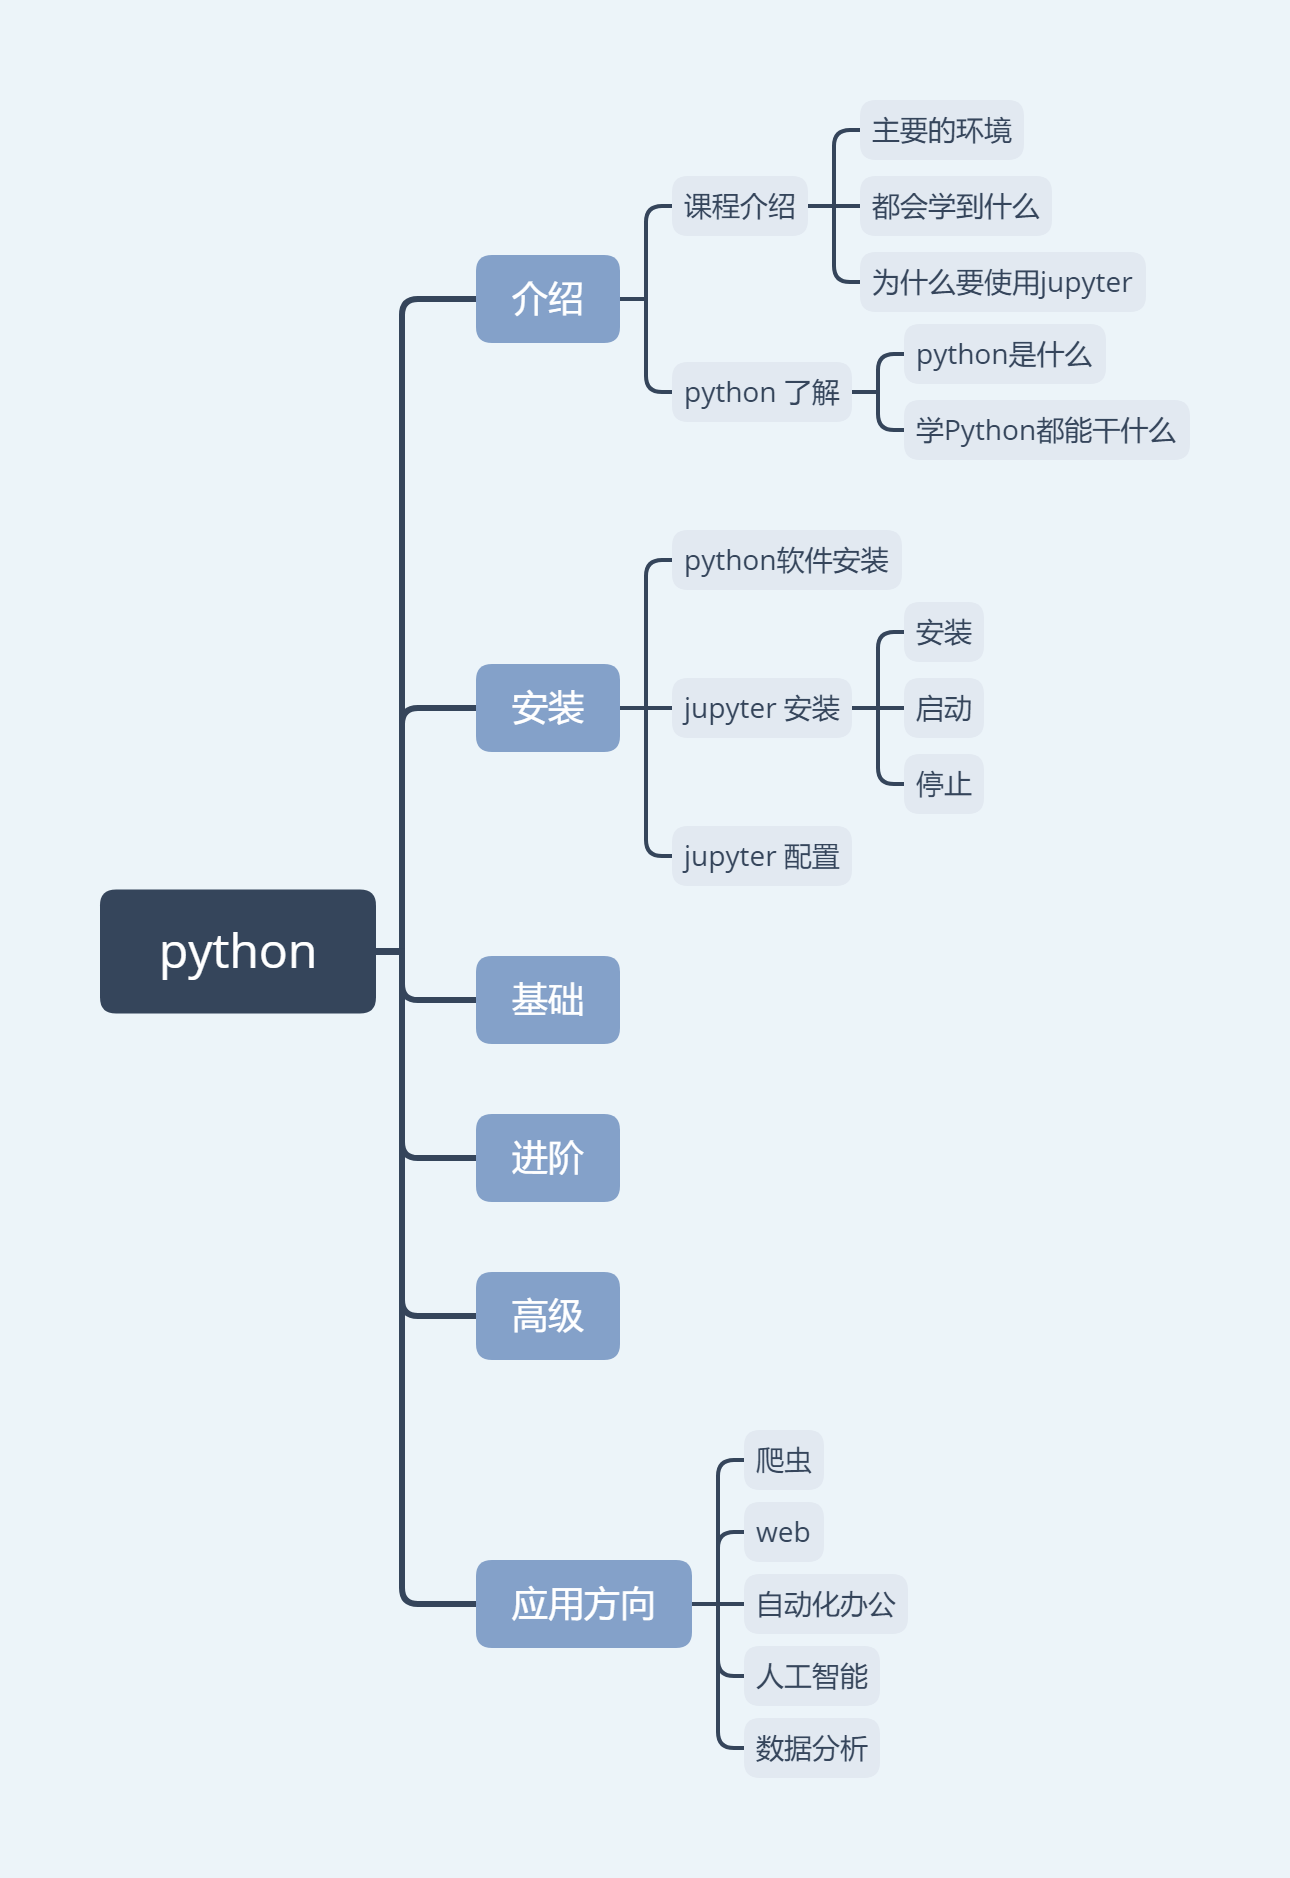 python
介绍
课程介绍
主要的环境
都会学到什么
为什么要使用jupyter
python 了解
python是什么
学Python都能干什么
安装
python软件安装
jupyter 安装
安装
启动
停止
jupyter 配置
基础
进阶
高级
应用方向
爬虫
web
自动化办公
人工智能
数据分析